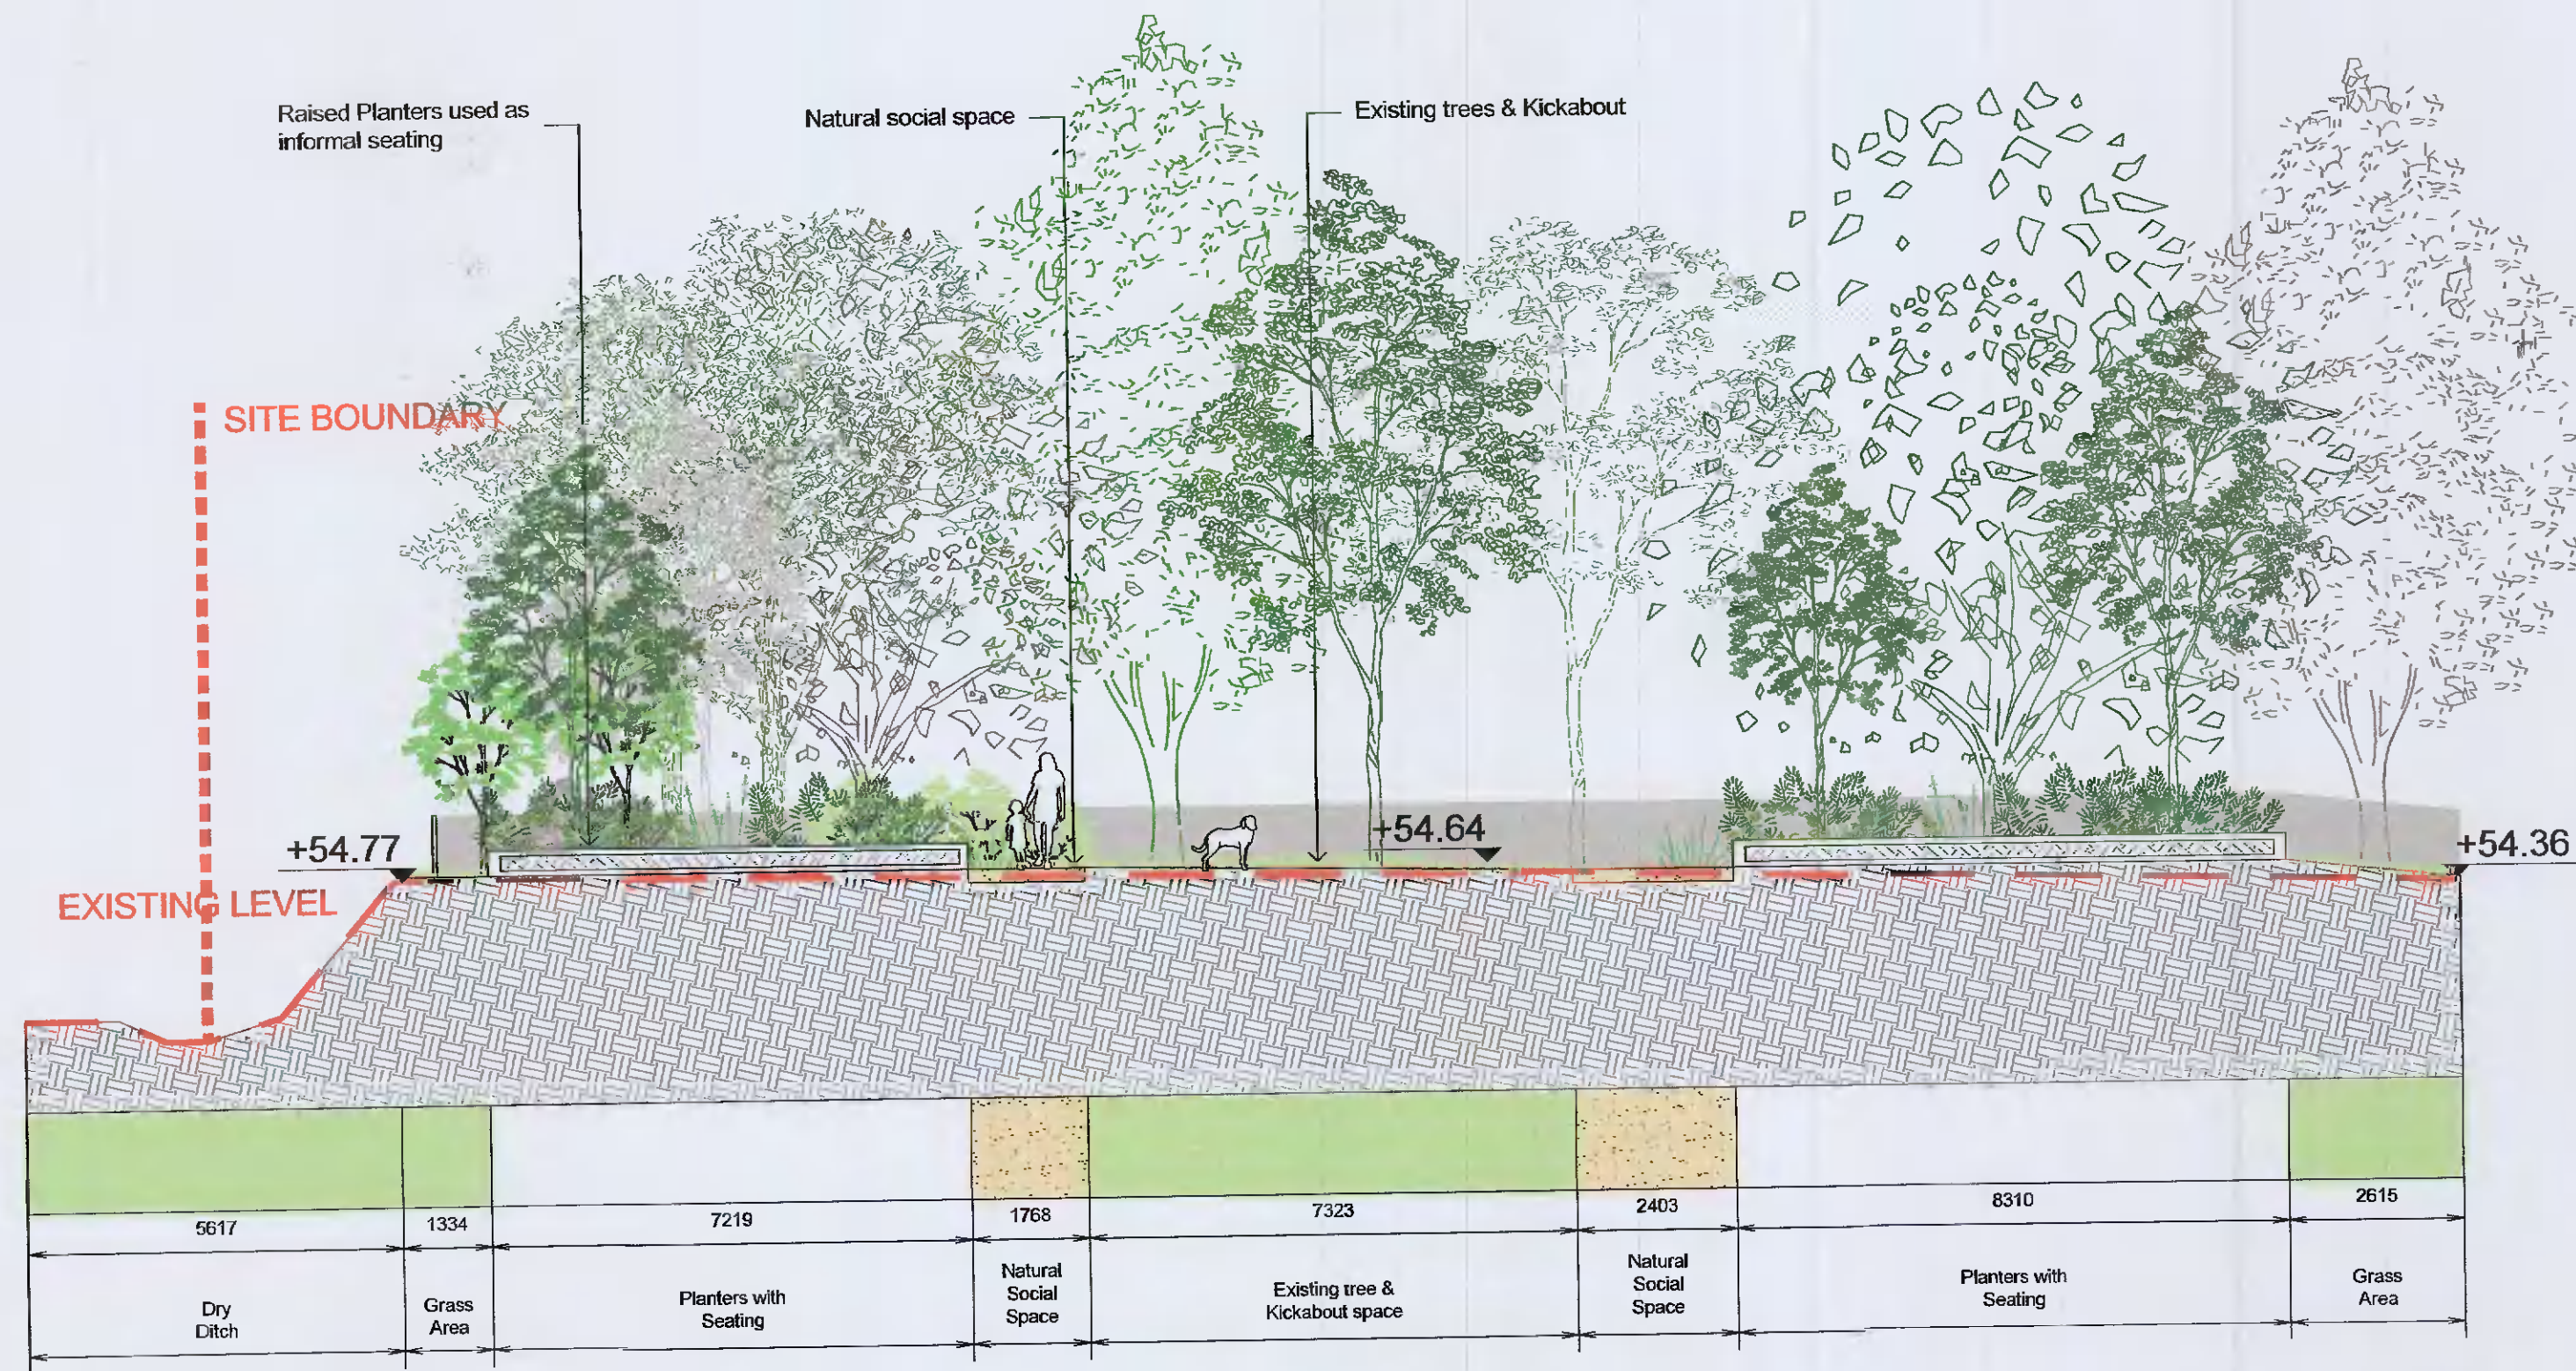 Raised Planters used as
informal seating
Natural social space
Existing trees & Kickabout
SITE BOUNDARY
+54.77
+54.64
+54.36
EXISTING LEVEL
5617
1334
7219
1768
7323
2403
8310
2615
Dry
Ditch
Grass
Area
Planters with
Seating
Natural
Social
Space
Existing tree &
Kickabout space
Natural
Social
Space
Planters with
Seating
Grass
Area